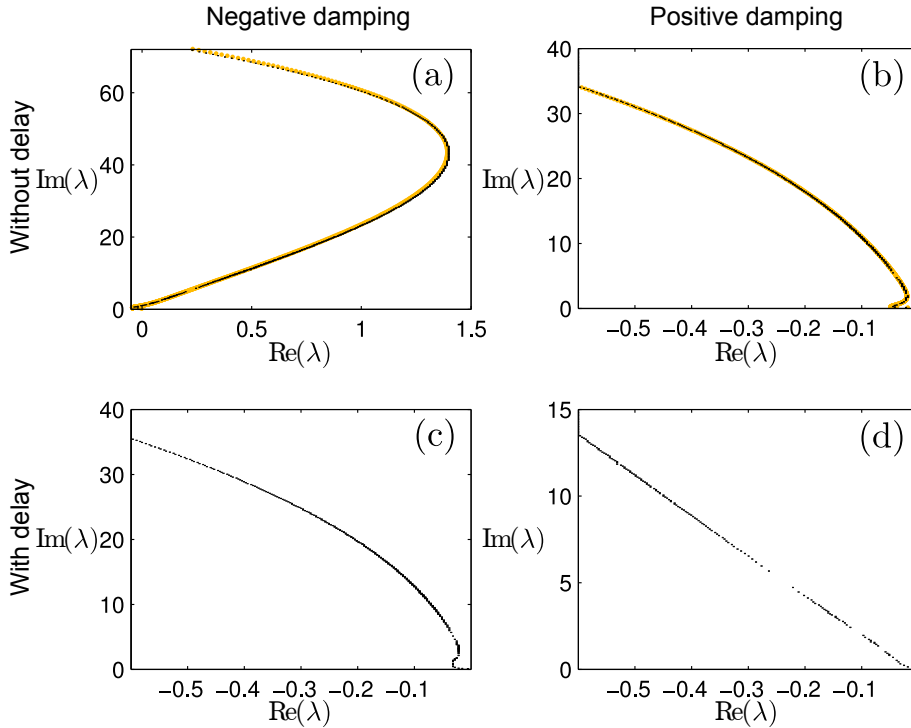 Negative damping
Positive damping
Without delay
(a)
60
40
20
0
Im(λ)
0 0.5 1 1.5
Re(λ)
(b)
40
30
20
10
0
Im(λ)
−0.5 −0.4 −0.3 −0.2 −0.1
Re(λ)
With delay
(c)
40
30
20
10
0
Im(λ)
−0.5 −0.4 −0.3 −0.2 −0.1
Re(λ)
(d)
15
10
5
0
Im(λ)
−0.5 −0.4 −0.3 −0.2 −0.1
Re(λ)